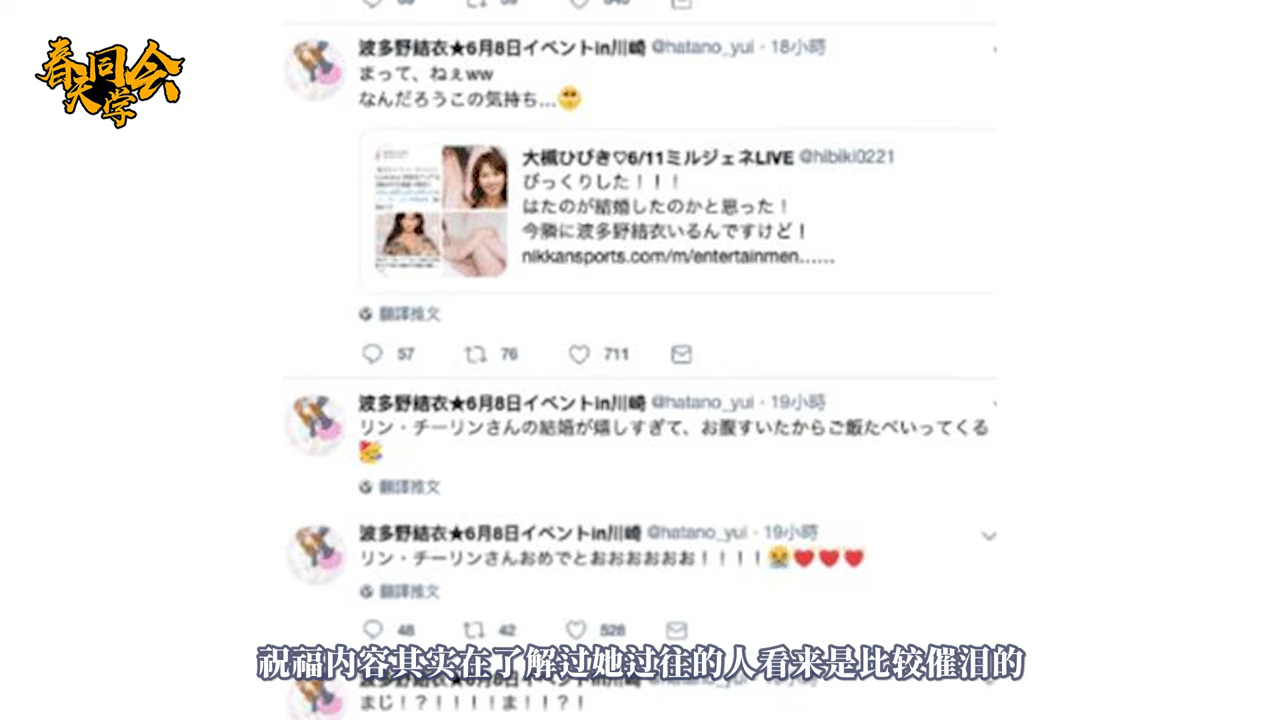 春天同学会
波多野結衣★6月8日イベントin川崎 @hatano_yui · 18小時
まって、ねぇww
なんだろうこの気持ち...
大槻ひびき♡6/11ミルジェネLIVE @hibiki0221
びっくりした！！！
はたのが結婚したのかと思った！
今隣に波多野結衣いるんですけど！
nikkansports.com/m/entertainmen......
翻譯推文
57 76 711
波多野結衣★6月8日イベントin川崎 @hatano_yui · 19小時
リン・チーリンさんの結婚が嬉しすぎて、お腹すいたからご飯たべいってくる
翻譯推文
波多野結衣★6月8日イベントin川崎 @hatano_yui · 19小時
リン・チーリンさんおめでとおおおおおお！！！！
翻譯推文
48 42 528
祝福内容其实在了解过她过往的人看来是比较催泪的
まじ！？！！！！ま！！？！